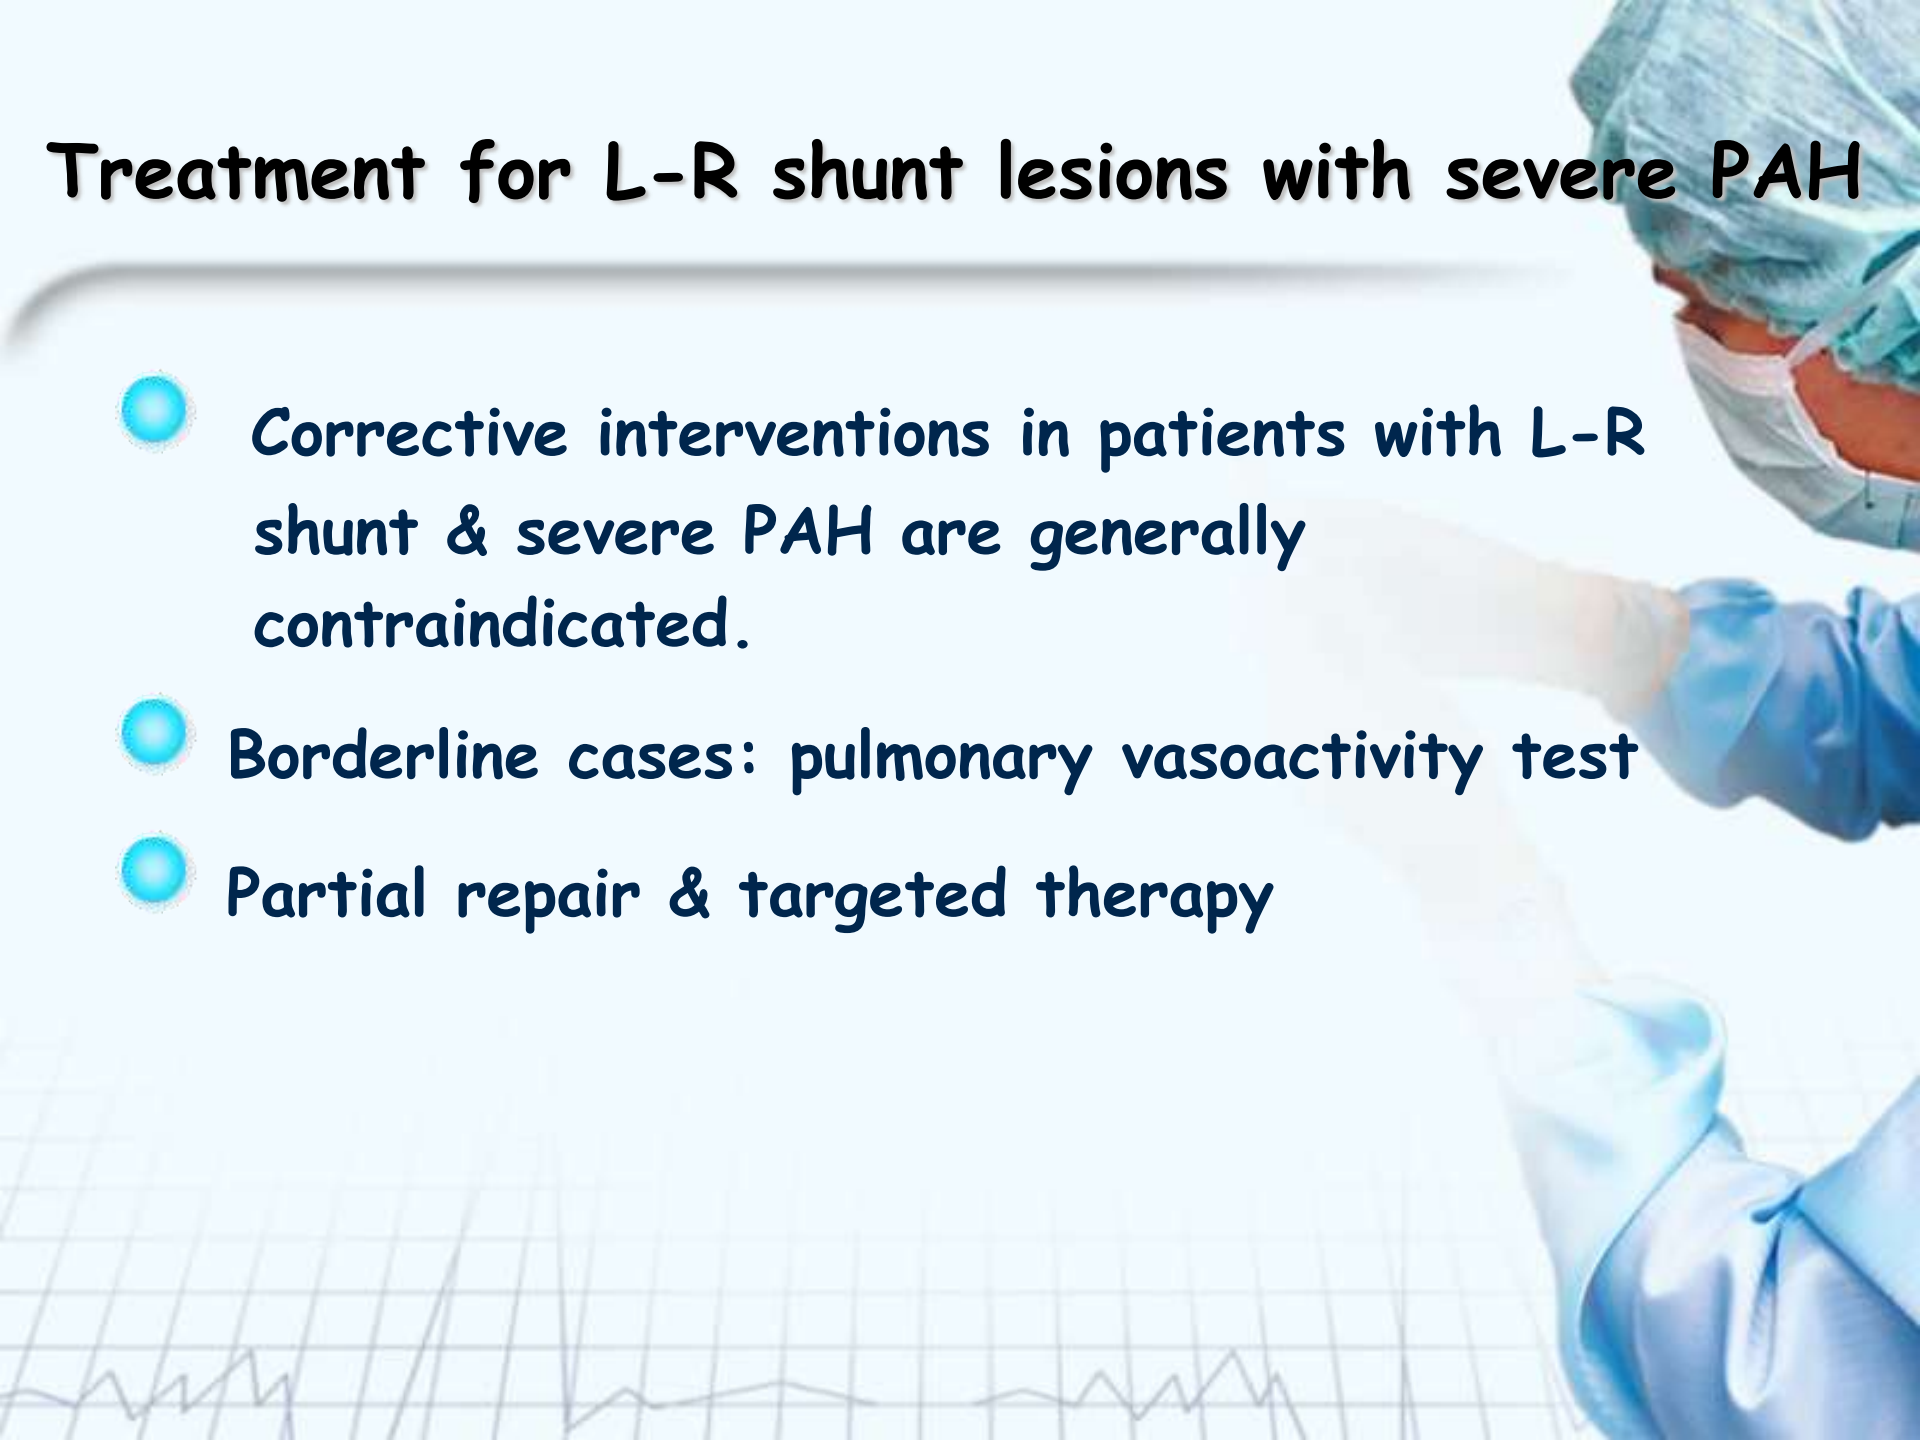 Treatment for L-R shunt lesions with severe PAH
Corrective interventions in patients with L-R
shunt & severe PAH are generally
contraindicated.
Borderline cases: pulmonary vasoactivity test
Partial repair & targeted therapy